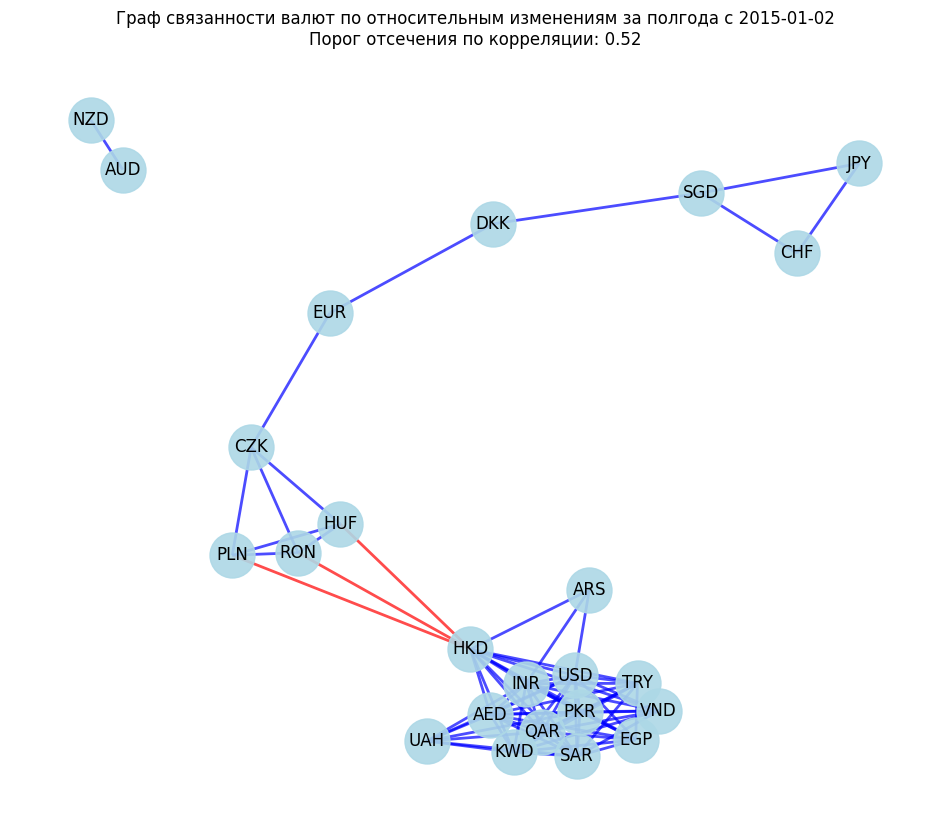 Граф связанности валют по относительным изменениям за полгода с 2015-01-02
Порог отсечения по корреляции: 0.52
NZD
AUD
JPY
SGD
DKK
CHF
EUR
CZK
HUF
RON
PLN
ARS
HKD
USD
INR
TRY
AED
PKR
VND
QAR
UAH
EGP
KWD
SAR